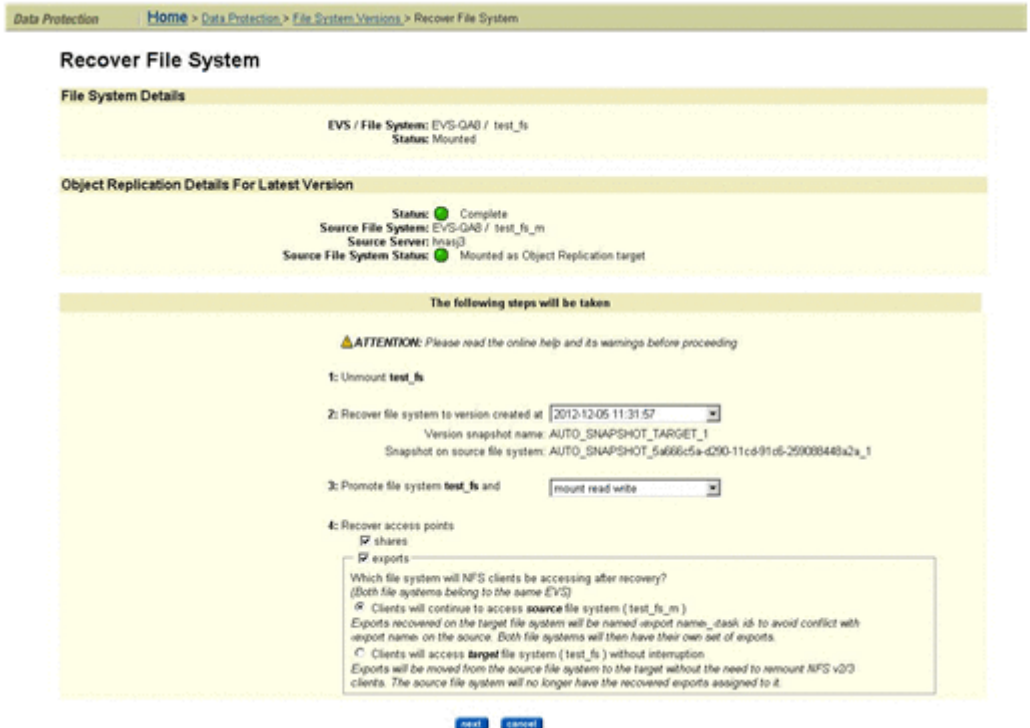 Data Protection Home > Data Protection > File System Versions > Recover File System
Recover File System
File System Details
EVS / File System: EVS-QA8 / test_fs
Status: Mounted
Object Replication Details For Latest Version
Status: Complete
Source File System: EVS-QA8 / test_fs_m
Source Server: hnasj3
Source File System Status: Mounted as Object Replication target
The following steps will be taken
ATTENTION: Please read the online help and its warnings before proceeding
1: Unmount test_fs
2: Recover file system to version created at 2012-12-05 11:31:57
Version snapshot name: AUTO_SNAPSHOT_TARGET_1
Snapshot on source file system: AUTO_SNAPSHOT_5a666c5a-d290-11cd-91c6-259088448a2a_1
3: Promote file system test_fs and mount read write
4: Recover access points
shares
exports
Which file system will NFS clients be accessing after recovery?
(Both file systems belong to the same EVS)
Clients will continue to access source file system ( test_fs_m )
Exports recovered on the target file system will be named <export name>_<task id> to avoid conflict with
<export name> on the source. Both file systems will then have their own set of exports.
Clients will access target file system ( test_fs ) without interruption
Exports will be moved from the source file system to the target without the need to remount NFS v2/3
clients. The source file system will no longer have the recovered exports assigned to it.
next cancel